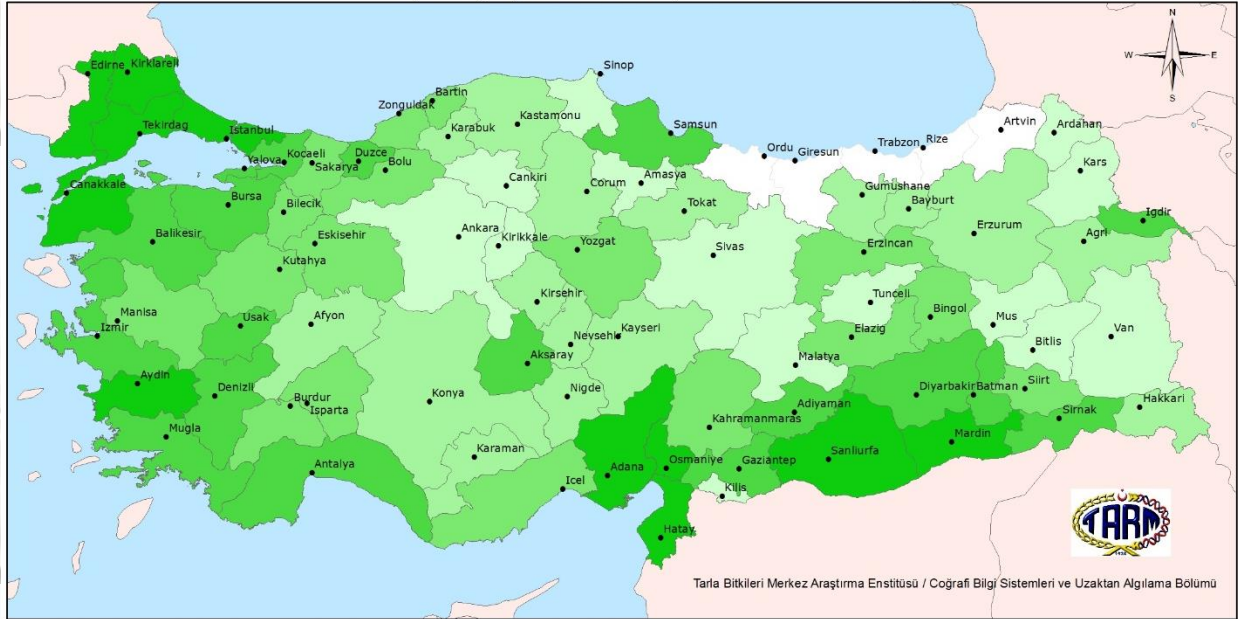 N
W E
S
Edirne
Kirklareli
Tekirdag
Istanbul
Canakkale
Yalova
Kocaeli
Sakarya
Duzce
Bolu
Zonguldak
Bartin
Karabuk
Kastamonu
Sinop
Samsun
Ordu
Giresun
Trabzon
Rize
Artvin
Ardahan
Kars
Igdir
Agri
Erzurum
Bayburt
Gumushane
Erzincan
Tokat
Amasya
Corum
Cankiri
Ankara
Kirikkale
Yozgat
Sivas
Bursa
Bilecik
Balikesir
Eskisehir
Kutahya
Manisa
Izmir
Usak
Afyon
Kirsehir
Nevsehi
Kayseri
Aksaray
Nigde
Konya
Karaman
Aydin
Denizli
Burdur
Isparta
Mugla
Antalya
Icel
Adana
Osmaniye
Hatay
Kahramanmaras
Gaziantep
Kilis
Adiyaman
Malatya
Elazig
Tunceli
Bingol
Mus
Bitlis
Van
Diyarbakir
Batman
Siirt
Sirnak
Hakkari
Mardin
Sanliurfa
TARM
Tarla Bitkileri Merkez Araştırma Enstitüsü / Coğrafi Bilgi Sistemleri ve Uzaktan Algılama Bölümü